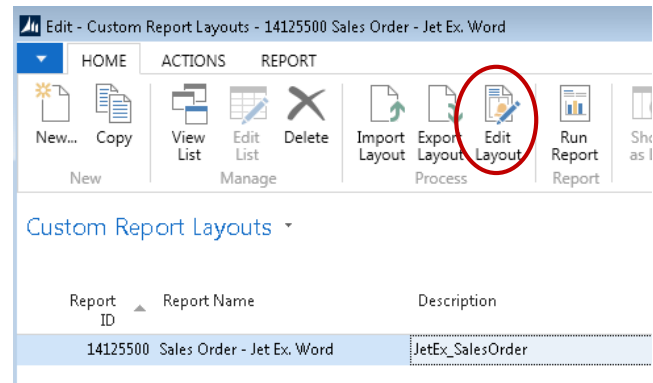 Edit - Custom Report Layouts - 14125500 Sales Order - Jet Ex. Word
HOME ACTIONS REPORT
New... Copy View List Edit List Delete Import Layout Export Layout Edit Layout Run Report Sho as
New Manage Process Report
Custom Report Layouts
Report ID Report Name Description
14125500 Sales Order - Jet Ex. Word JetEx_SalesOrder